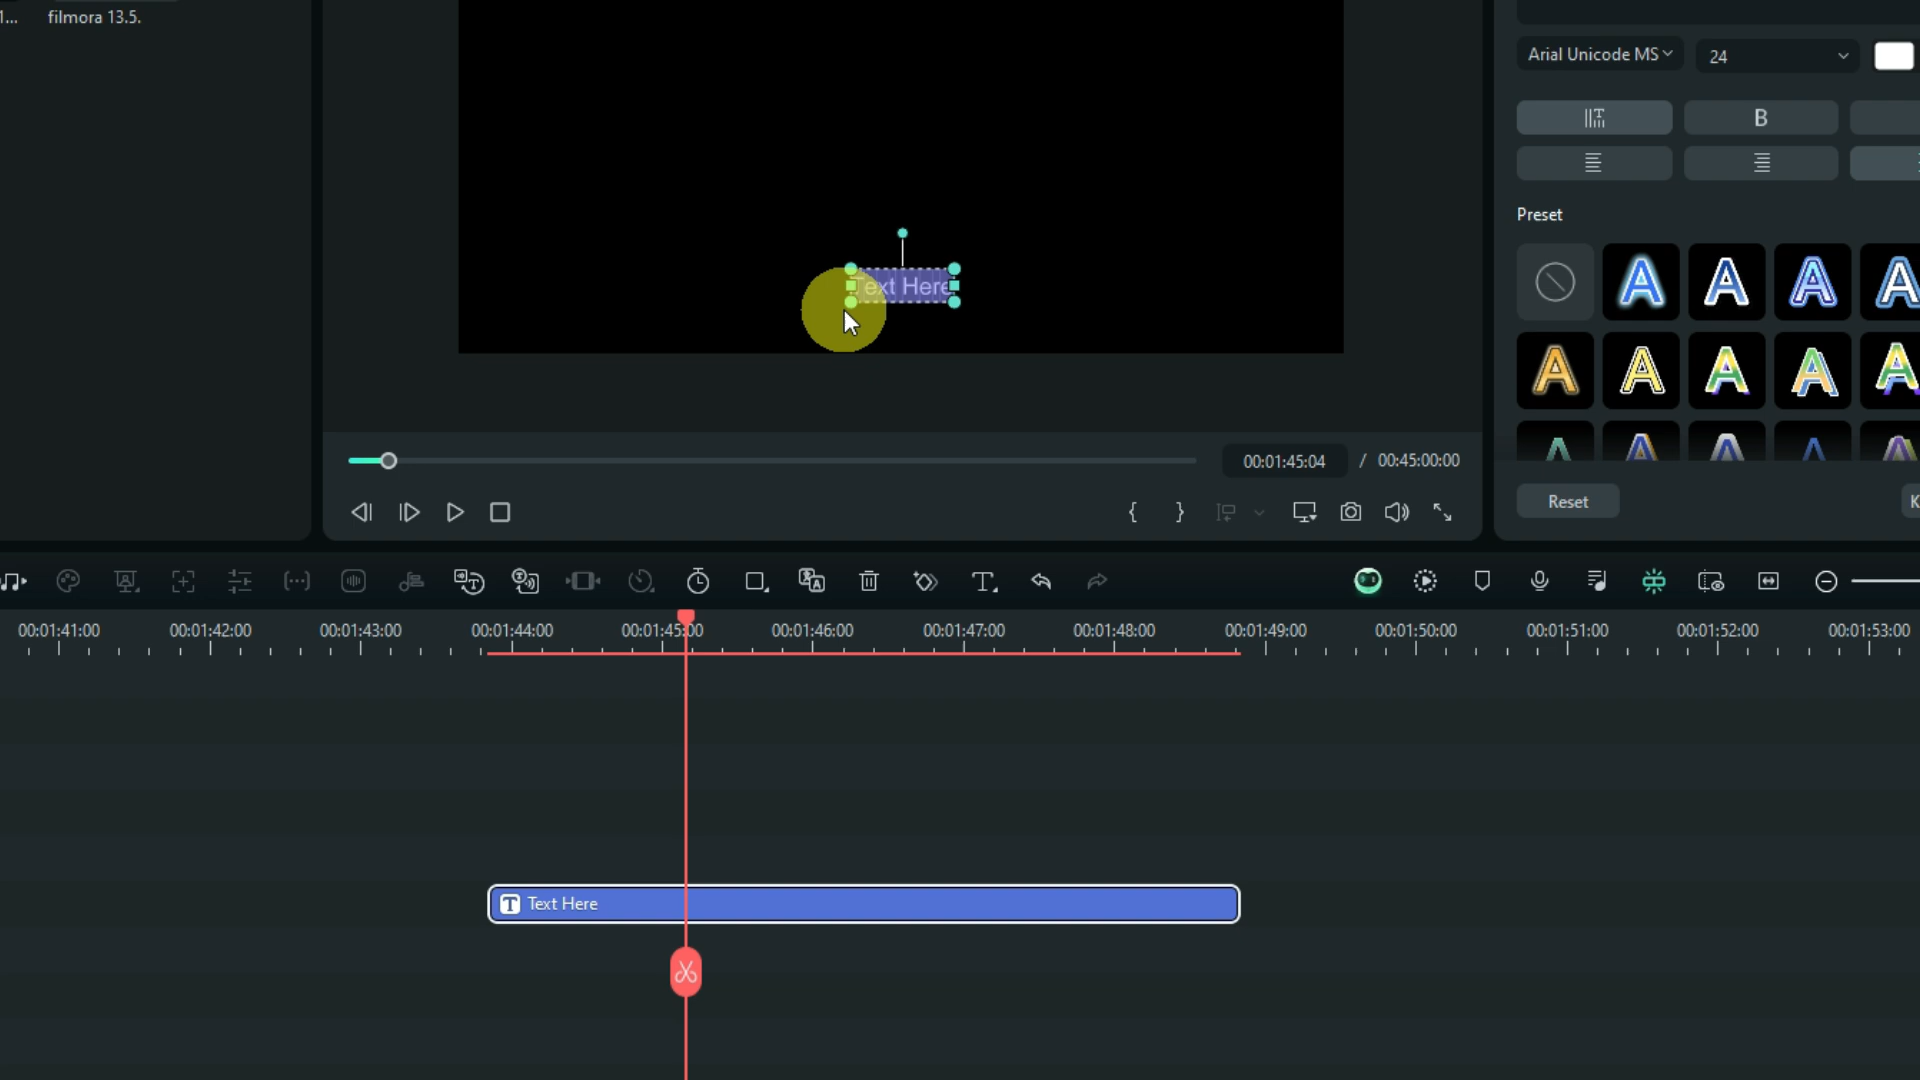 1...
filmora 13.5.
Arial Unicode MS
24
B
Preset
A A A A
A A A A A
A A A A A
Text Here
00:01:45:04 / 00:45:00:00
{ }
Reset
K
00:01:41:00 00:01:42:00 00:01:43:00 00:01:44:00 00:01:45:00 00:01:46:00 00:01:47:00 00:01:48:00 00:01:49:00 00:01:50:00 00:01:51:00 00:01:52:00 00:01:53:00
T Text Here